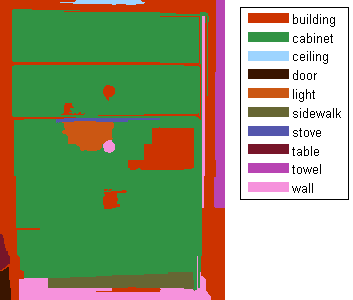 building
cabinet
ceiling
door
light
sidewalk
stove
table
towel
wall